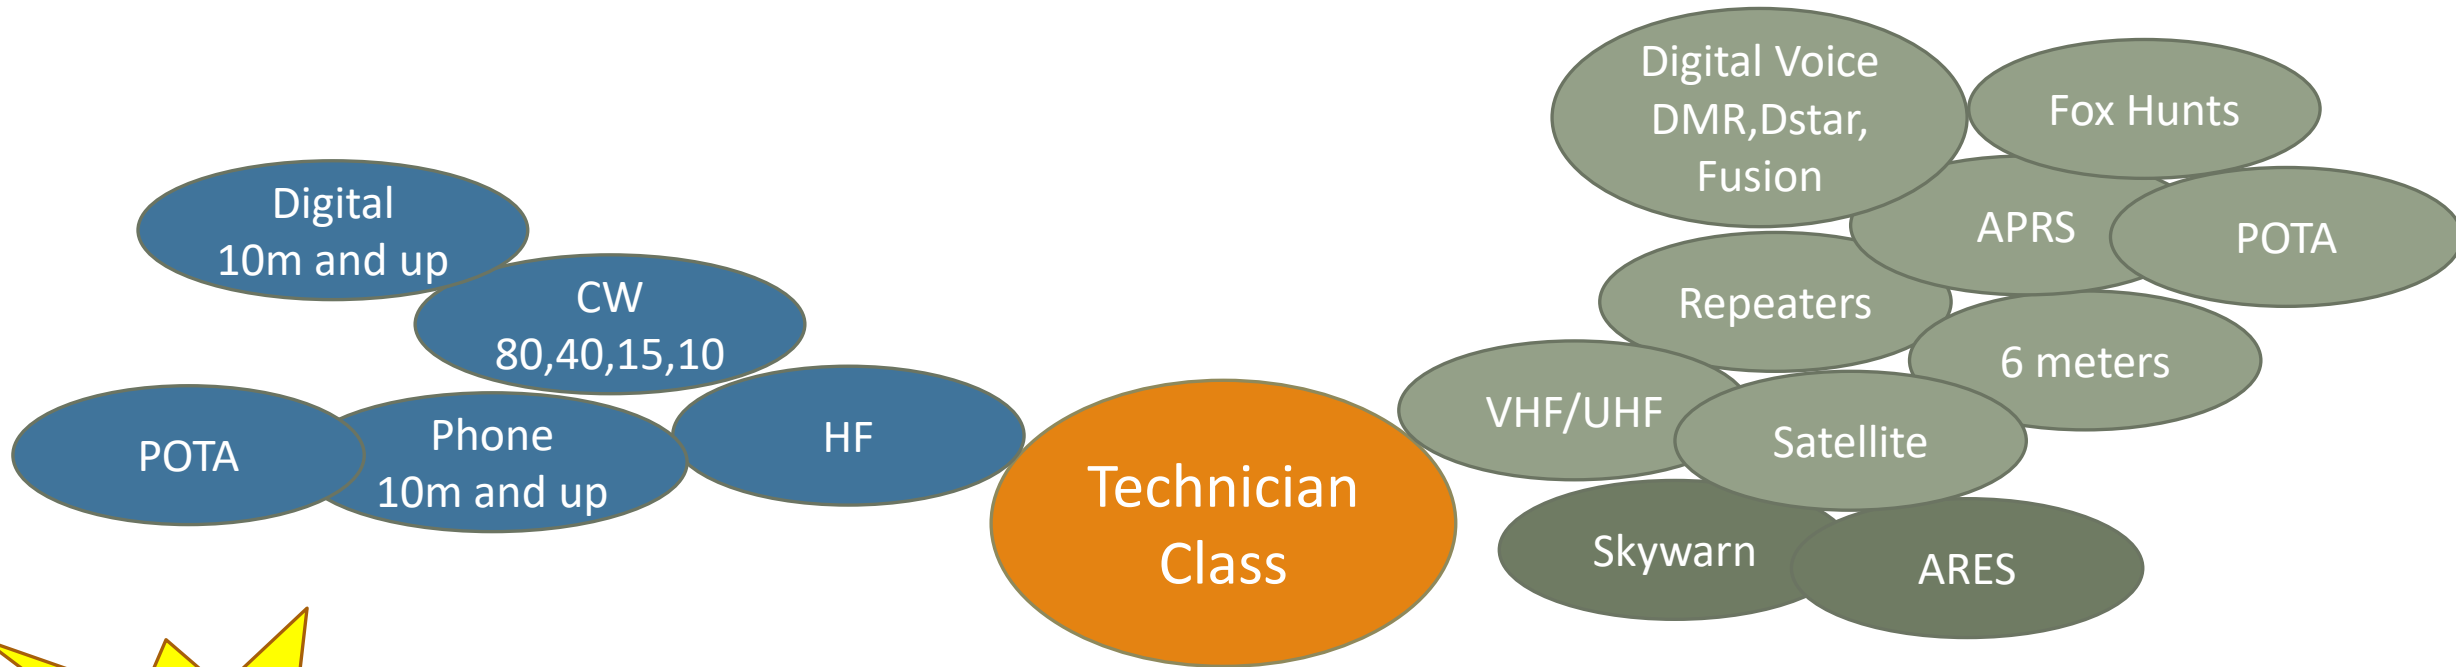 Digital
10m and up
CW
80,40,15,10
POTA
Phone
10m and up
HF
Technician
Class
Digital Voice
DMR,Dstar,
Fusion
Fox Hunts
APRS
POTA
Repeaters
6 meters
VHF/UHF
Satellite
Skywarn
ARES